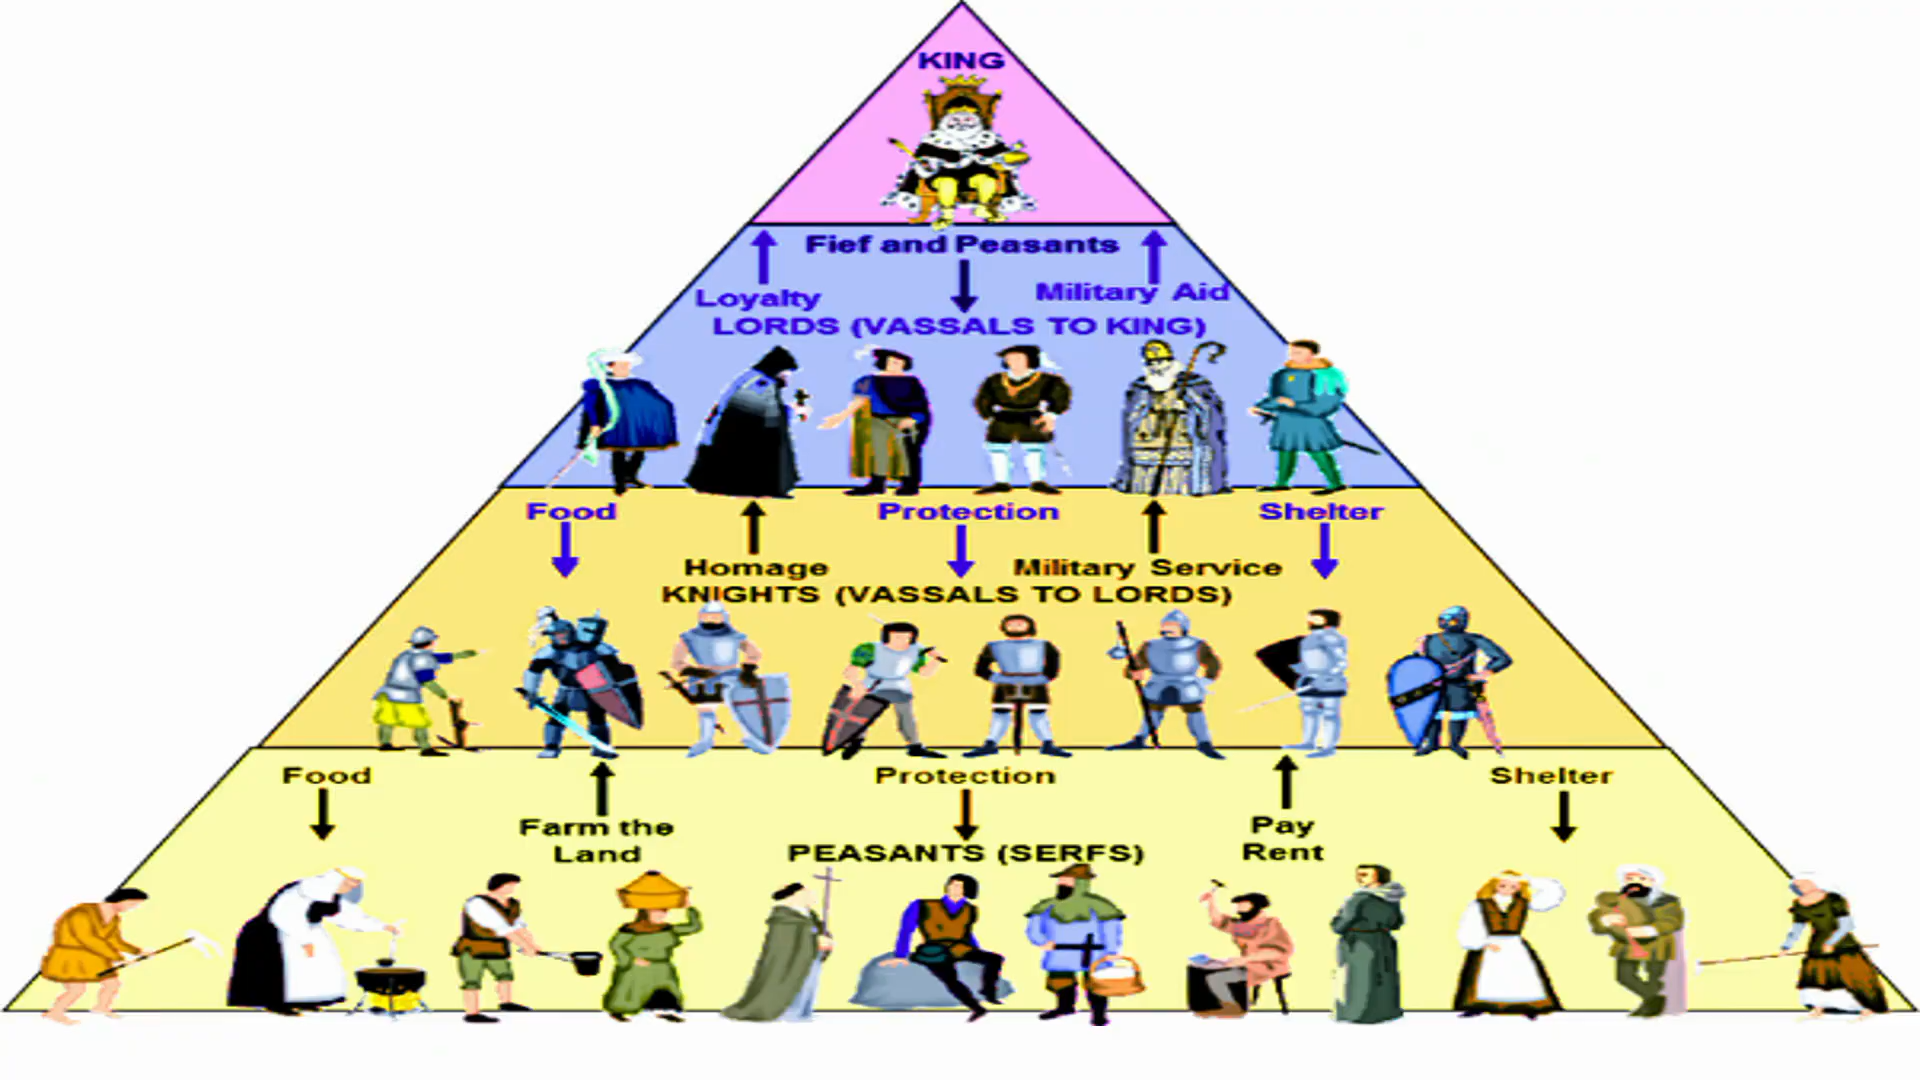 KING
Fief and Peasants
Loyalty
Military Aid
LORDS (VASSALS TO KING)
Food
Protection
Shelter
Homage
Military Service
KNIGHTS (VASSALS TO LORDS)
Food
Protection
Shelter
Farm the
Land
Pay
Rent
PEASANTS (SERFS)